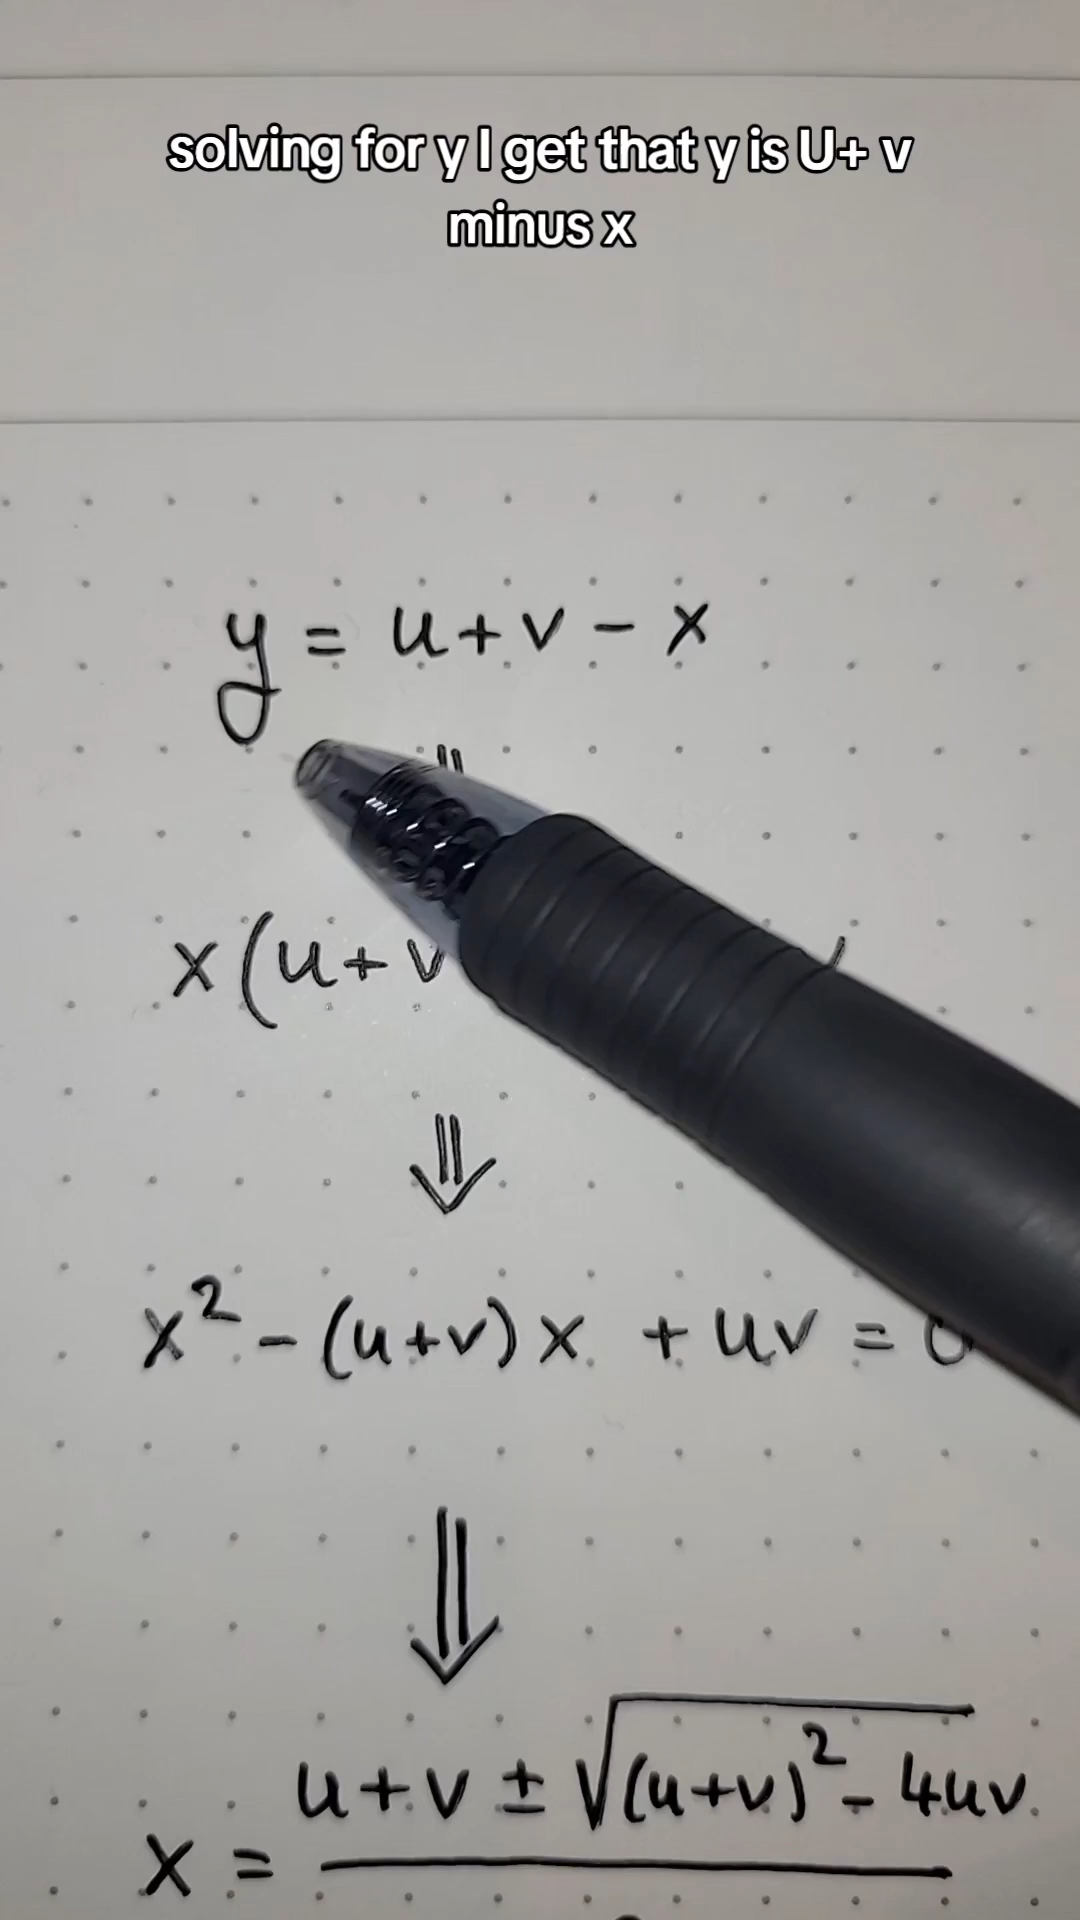 solving for y I get that y is U+ v
minus x
y = u + v - x
x(u+v
⇓
x² - (u+v)x + uv = 0
⇓
u + v ± √(u+v)² - 4uv
x =